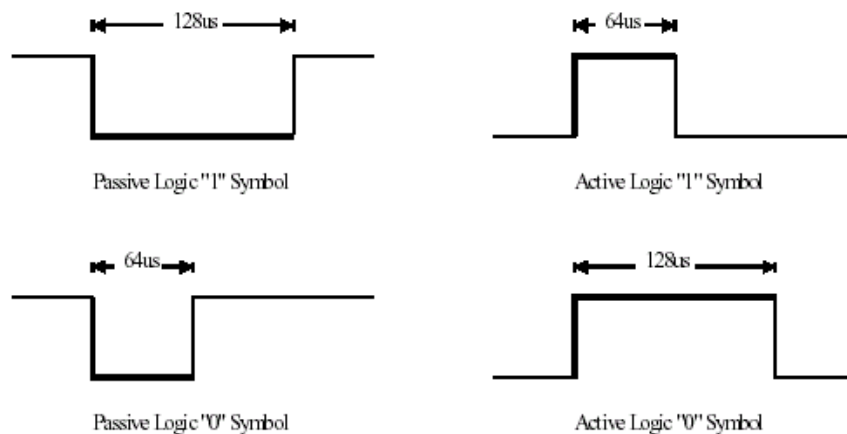 128us
64us
Passive Logic "1" Symbol
Active Logic "1" Symbol
64us
128us
Passive Logic "0" Symbol
Active Logic "0" Symbol